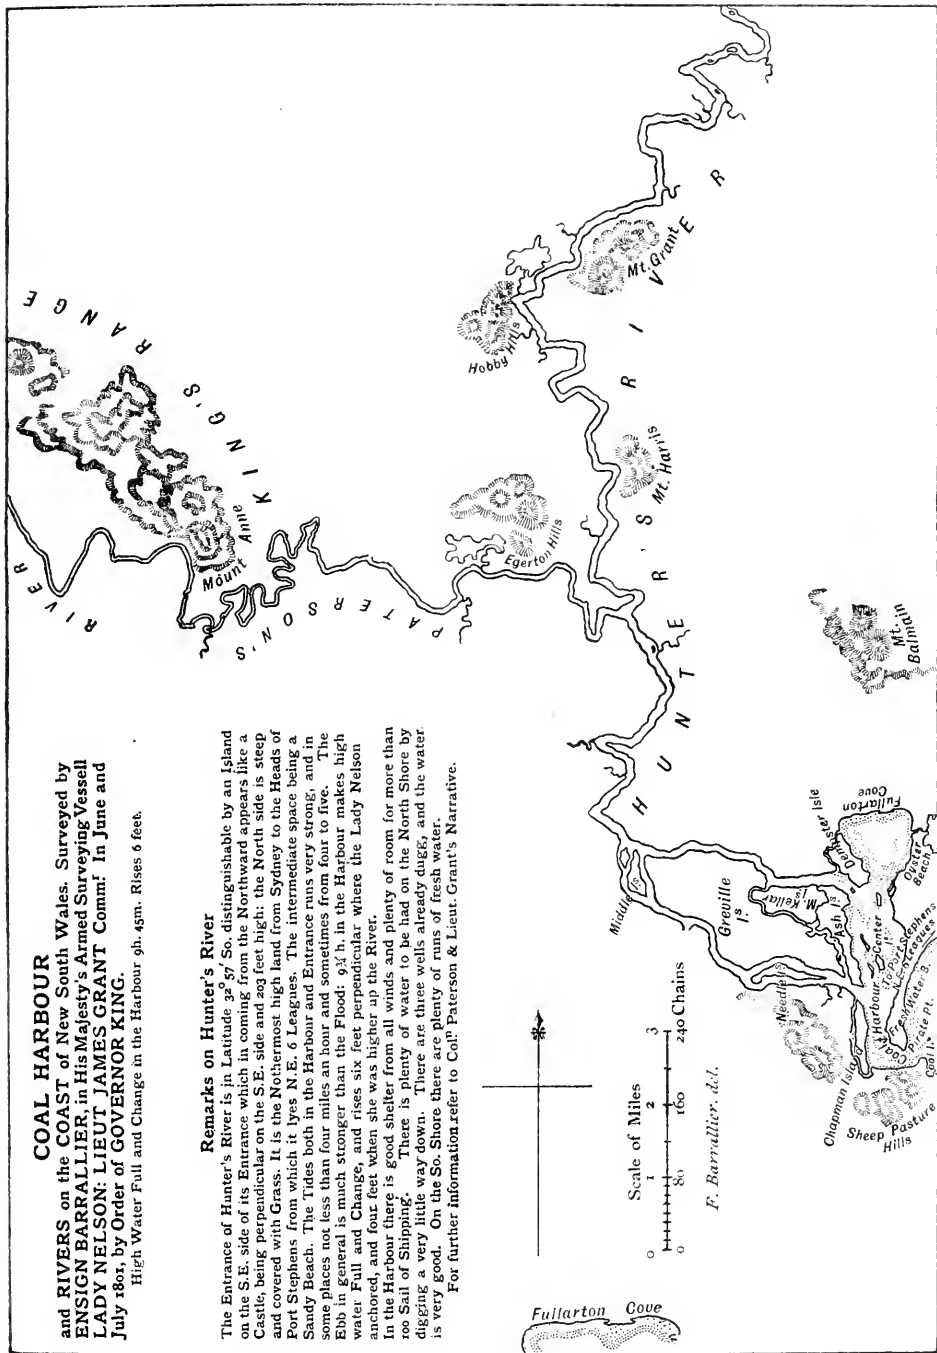 COAL HARBOUR
and RIVERS on the COAST of New South Wales. Surveyed by
ENSIGN BARRALLIER, in His Majesty's Armed Surveying Vessell
LADY NELSON: LIEUT JAMES GRANT Comm! In June and
July 1801, by Order of GOVERNOR KING.
High Water Full and Change in the Harbour 9h. 45m. Rises 6 feet.
Remarks on Hunter's River
The Entrance of Hunter's River is in Latitude 32°57' So. distinguishable by an Island
on the S.E. side of its Entrance which in coming from the Northward appears like a
Castle, being perpendicular on the S.E. side and 203 feet high: the North side is steep
and covered with Grass. It is the Nothermost high land from Sydney to the Heads of
Port Stephens from which it lyes N.E. 6 Leagues. The intermediate space being a
Sandy Beach. The Tides both in the Harbour and Entrance runs very strong, and in
some places not less than four miles an hour and sometimes from four to five. The
Ebb in general is much stronger than the Flood: 9¾ h. in the Harbour makes high
water Full and Change, and rises six feet perpendicular where the Lady Nelson
anchored, and four feet when she was higher up the River.
In the Harbour there is good shelter from all winds and plenty of room for more than
100 Sail of Shipping. There is plenty of water to be had on the North Shore by
digging a very little way down. There are three wells already dugg, and the water
is very good. On the So. Shore there are plenty of runs of fresh water.
For further information refer to Colⁿ Paterson & Lieut. Grant's Narrative.
Scale of Miles
0 1 2 3
0 80 160 240 Chains
F. Barrallier. del.
Fullarton Cove
PATERSON'S RIVER
KING'S RANGE
Mount Anne
Egerton Hills
Hobby Hills
Mt. Grant
Mt. Harris
HUNTER'S RIVER
Mt.ain Balmain
Middle Is.
Greville Is
Needle Is
McKellar Is
Ash Is
Dempster Isle
Fullarton Cove
Oyster Beach
Center I.
To Port Stephens
N.E. 6 Leagues
Coal Harbour
Fresh Water B.
Pirate Pt.
Coal Is
Chapman Island
Sheep Pasture Hills